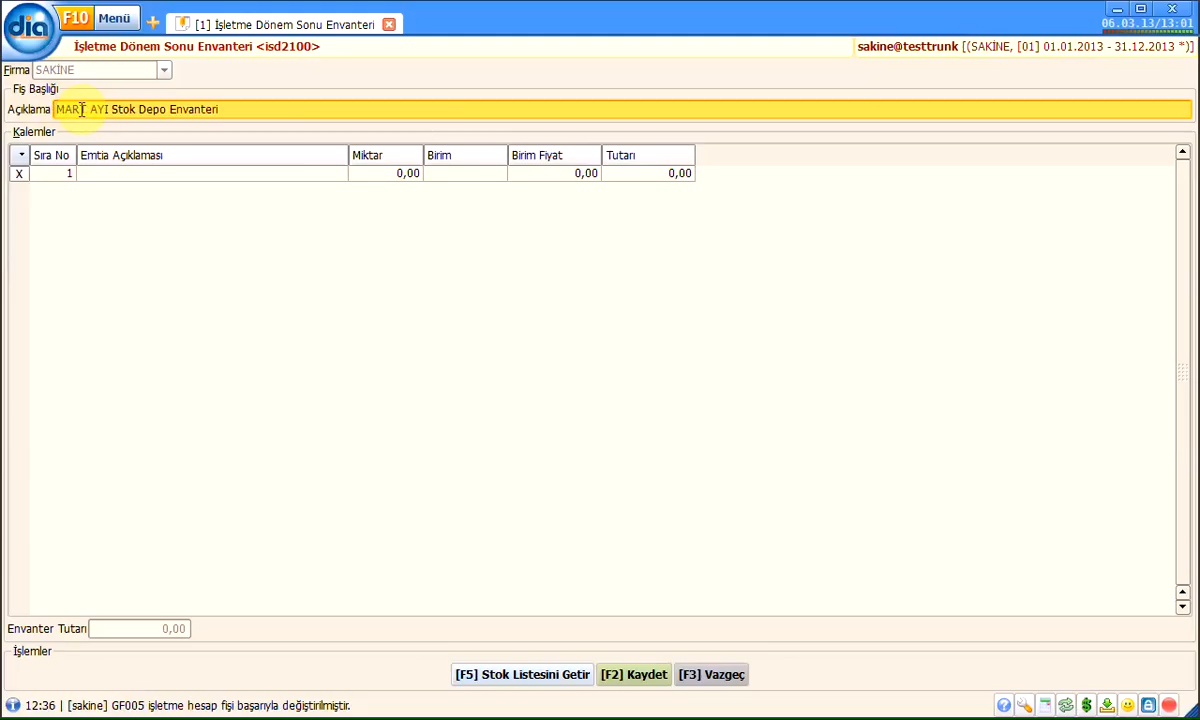 dia F10 Menü [1] İşletme Dönem Sonu Envanteri
06.03.13/13:01
İşletme Dönem Sonu Envanteri <isd2100> sakine@testtrunk [(SAKİNE, [01] 01.01.2013 - 31.12.2013 *)]
Firma SAKİNE
Fiş Başlığı
Açıklama MART AYI Stok Depo Envanteri
Kalemler
Sıra No Emtia Açıklaması Miktar Birim Birim Fiyat Tutarı
X 1 0,00 0,00 0,00
Envanter Tutarı 0,00
İşlemler
[F5] Stok Listesini Getir [F2] Kaydet [F3] Vazgeç
12:36 | [sakine] GF005 işletme hesap fişi başarıyla değiştirilmiştir.